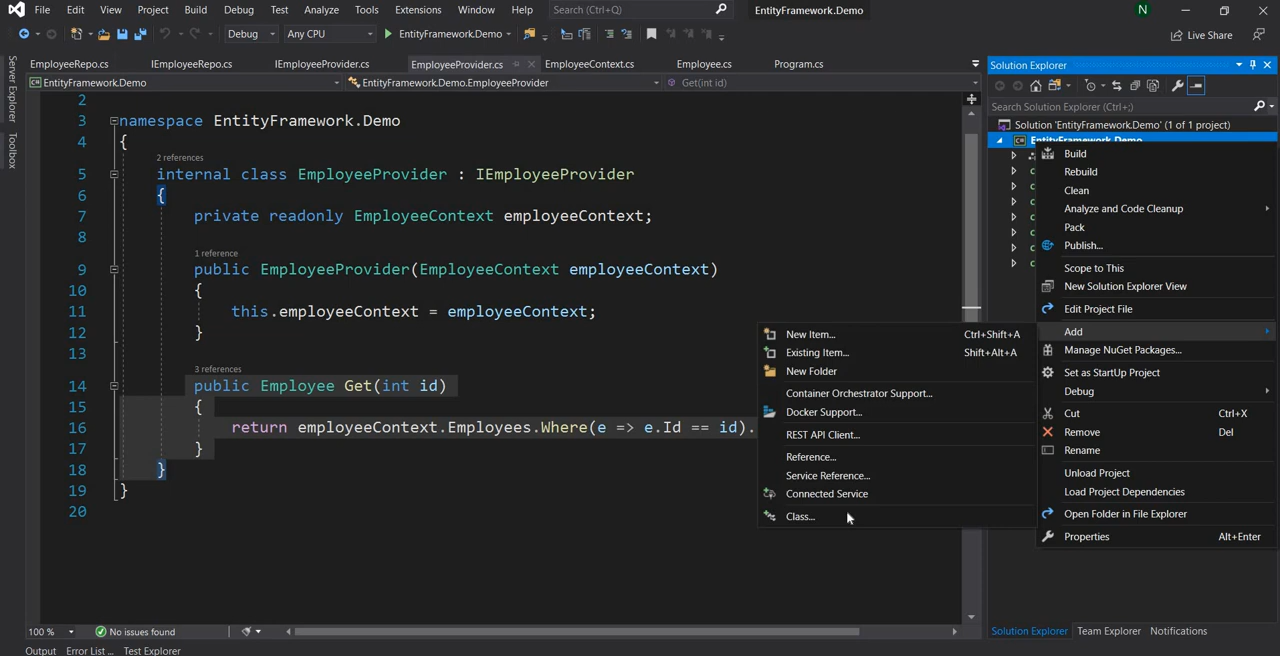 File Edit View Project Build Debug Test Analyze Tools Extensions Window Help Search (Ctrl+Q) EntityFramework.Demo N
Debug Any CPU EntityFramework.Demo Live Share
EmployeeRepo.cs IEmployeeRepo.cs IEmployeeProvider.cs EmployeeProvider.cs EmployeeContext.cs Employee.cs Program.cs
EntityFramework.Demo EntityFramework.Demo.EmployeeProvider Get(int id)
Server Explorer
Toolbox
2
3 namespace EntityFramework.Demo
4 {
2 references
5 internal class EmployeeProvider : IEmployeeProvider
6 {
7 private readonly EmployeeContext employeeContext;
8
1 reference
9 public EmployeeProvider(EmployeeContext employeeContext)
10 {
11 this.employeeContext = employeeContext;
12 }
13
3 references
14 public Employee Get(int id)
15 {
16 return employeeContext.Employees.Where(e => e.Id == id).
17 }
18 }
19 }
20
100 % No issues found
Output Error List ... Test Explorer
Solution Explorer
Search Solution Explorer (Ctrl+;)
Solution 'EntityFramework.Demo' (1 of 1 project)
EntityFramework.Demo
Build
Rebuild
Clean
Analyze and Code Cleanup
Pack
Publish...
Scope to This
New Solution Explorer View
Edit Project File
Add
Manage NuGet Packages...
Set as StartUp Project
Debug
Cut Ctrl+X
Remove Del
Rename
Unload Project
Load Project Dependencies
Open Folder in File Explorer
Properties Alt+Enter
New Item... Ctrl+Shift+A
Existing Item... Shift+Alt+A
New Folder
Container Orchestrator Support...
Docker Support...
REST API Client...
Reference...
Service Reference...
Connected Service
Class...
Solution Explorer Team Explorer Notifications